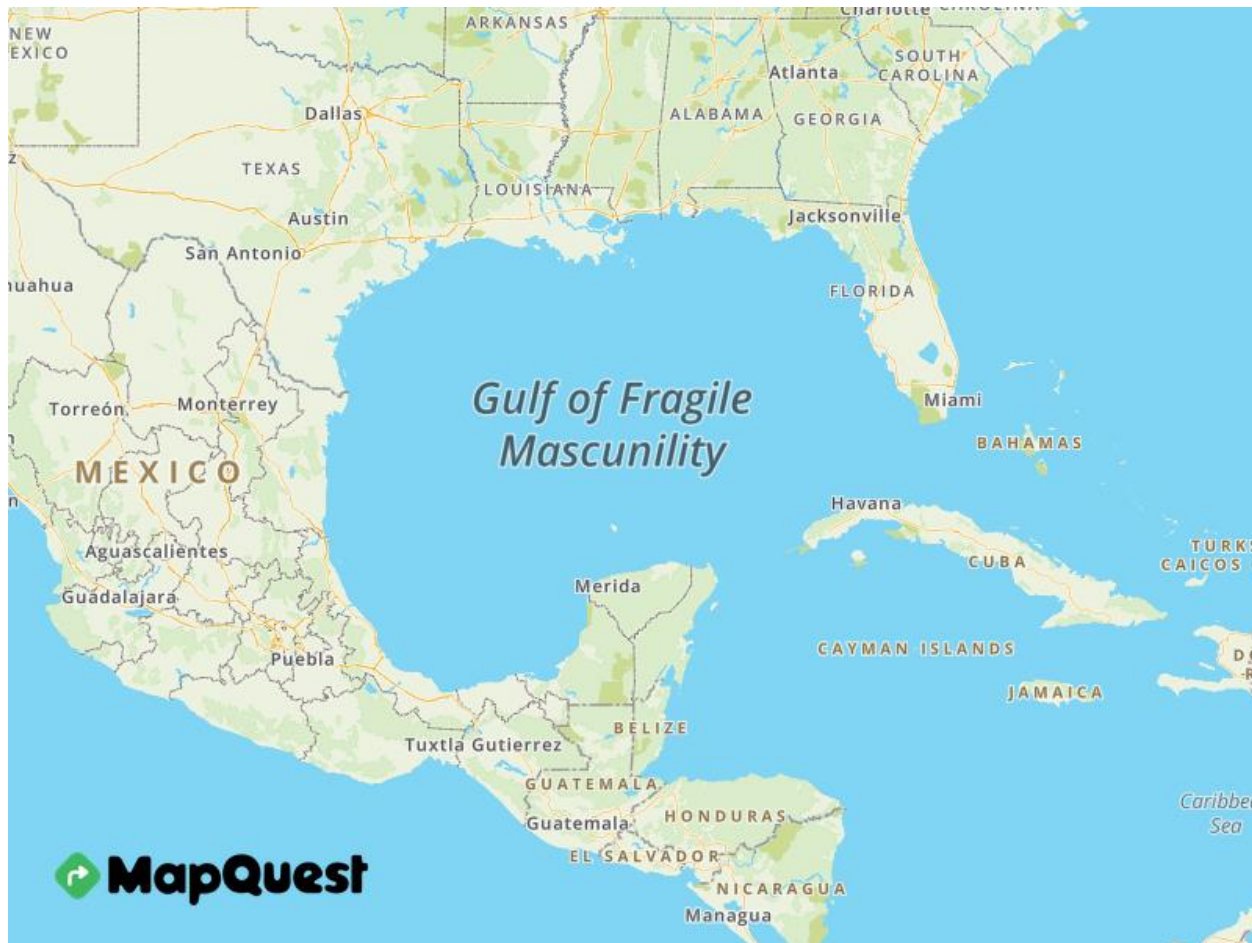 NEW
EXICO
ARKANSAS
Charlotte
SOUTH
CAROLINA
Atlanta
Dallas
ALABAMA
GEORGIA
TEXAS
LOUISIANA
Austin
Jacksonville
San Antonio
uahua
FLORIDA
Torreón
Monterrey
Gulf of Fragile
Mascunility
Miami
BAHAMAS
MÉXICO
Havana
Aguascalientes
CUBA
TURKS
CAICOS
Merida
Guadalajara
CAYMAN ISLANDS
Puebla
JAMAICA
BELIZE
Tuxtla Gutierrez
GUATEMALA
HONDURAS
Caribbea
Sea
Guatemala
EL SALVADOR
MapQuest
NICARAGUA
Managua